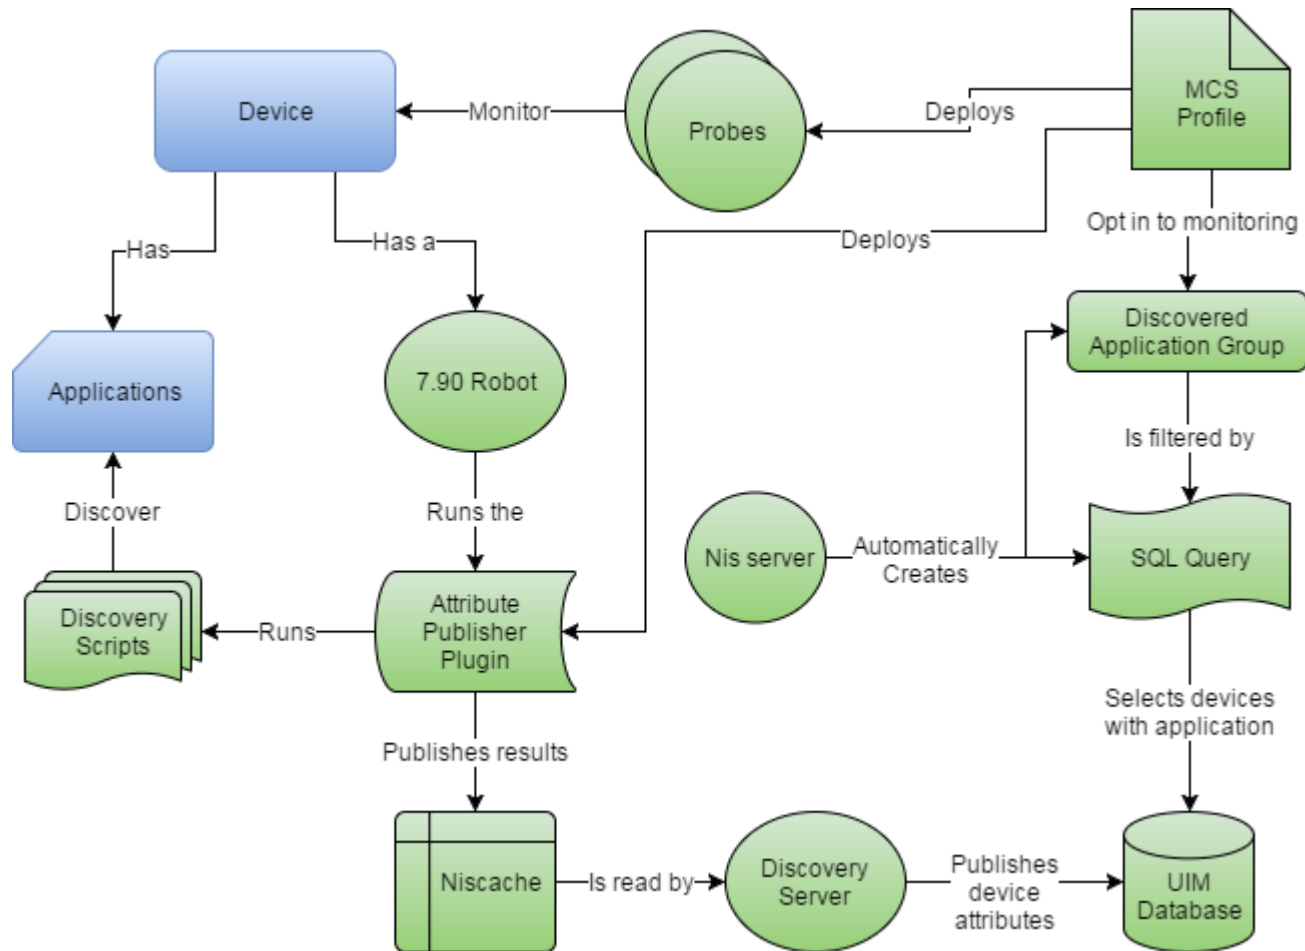 Device
Monitor
Probes
Deploys
MCS
Profile
Has
Has a
Deploys
Opt in to monitoring
Applications
7.90 Robot
Discovered
Application Group
Is filtered by
Discover
Runs the
Nis server
Automatically
Creates
SQL Query
Discovery
Scripts
Runs
Attribute
Publisher
Plugin
Selects devices
with application
Publishes results
Niscache
Is read by
Discovery
Server
Publishes
device
attributes
UIM
Database